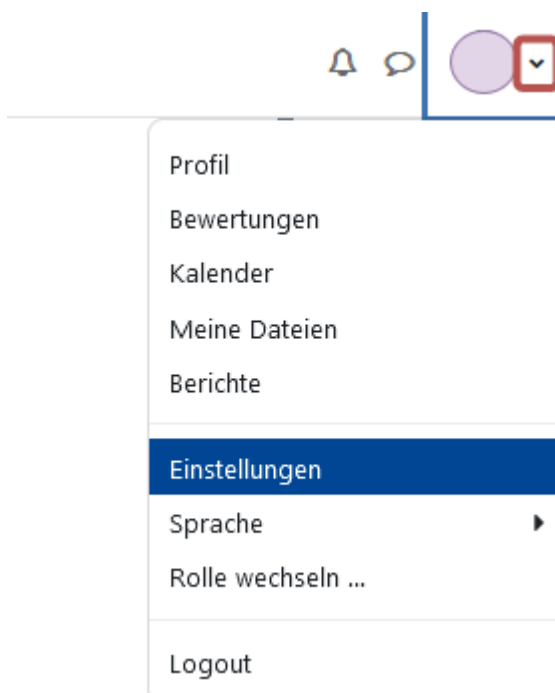 Profil
Bewertungen
Kalender
Meine Dateien
Berichte
Einstellungen
Sprache
Rolle wechseln ...
Logout